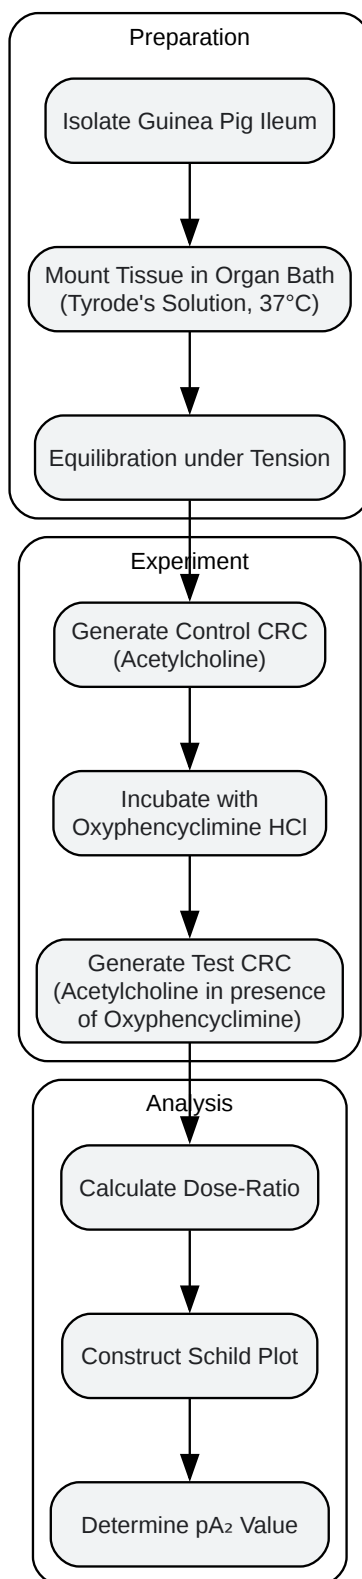 Preparation
Isolate Guinea Pig Ileum
Mount Tissue in Organ Bath
(Tyrode's Solution, 37°C)
Equilibration under Tension
Experiment
Generate Control CRC
(Acetylcholine)
Incubate with
Oxyphencyclimine HCl
Generate Test CRC
(Acetylcholine in presence
of Oxyphencyclimine)
Analysis
Calculate Dose-Ratio
Construct Schild Plot
Determine pA₂ Value